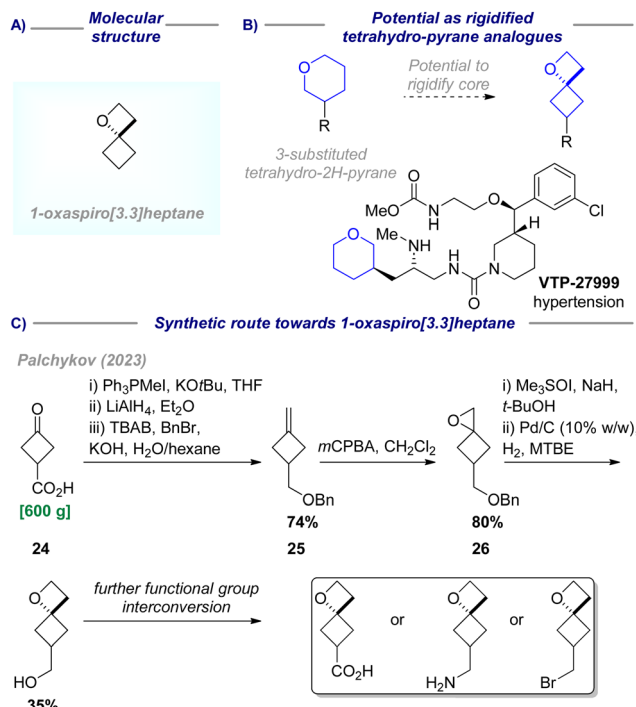 A)
Molecular
structure
O
1-oxaspiro[3.3]heptane
B)
Potential as rigidified
tetrahydro-pyrane analogues
O
R
Potential to
rigidify core
O
R
3-substituted
tetrahydro-2H-pyrane
O
MeO
N
H
O
Cl
H
O
Me
NH
H
N
N
O
VTP-27999
hypertension
C)
Synthetic route towards 1-oxaspiro[3.3]heptane
Palchykov (2023)
O
CO2H
[600 g]
24
i) Ph3PMeI, KOtBu, THF
ii) LiAlH4, Et2O
iii) TBAB, BnBr,
KOH, H2O/hexane
OBn
74%
25
mCPBA, CH2Cl2
O
OBn
80%
26
i) Me3SOI, NaH,
t-BuOH
ii) Pd/C (10% w/w)
H2, MTBE
O
HO
35%
further functional group
interconversion
O
CO2H
or
O
H2N
or
O
Br